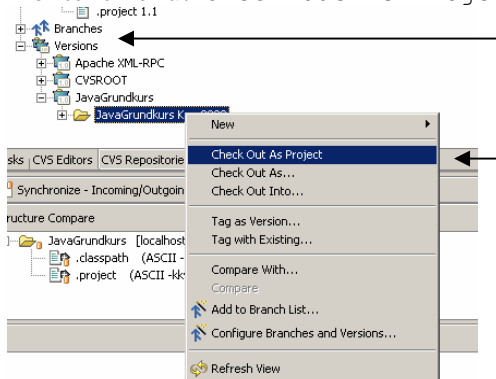 .project 1.1
Branches
Versions
Apache XML-RPC
CVSROOT
JavaGrundkurs
JavaGrundkurs K
New
Check Out As Project
Check Out As...
Check Out Into...
Tag as Version...
Tag with Existing...
Compare With...
Compare
Add to Branch List...
Configure Branches and Versions...
Refresh View
sks CVS Editors CVS Repositorie
Synchronize - Incoming/Outgoin
ructure Compare
JavaGrundkurs [localhost
.classpath (ASCII -
.project (ASCII -kk